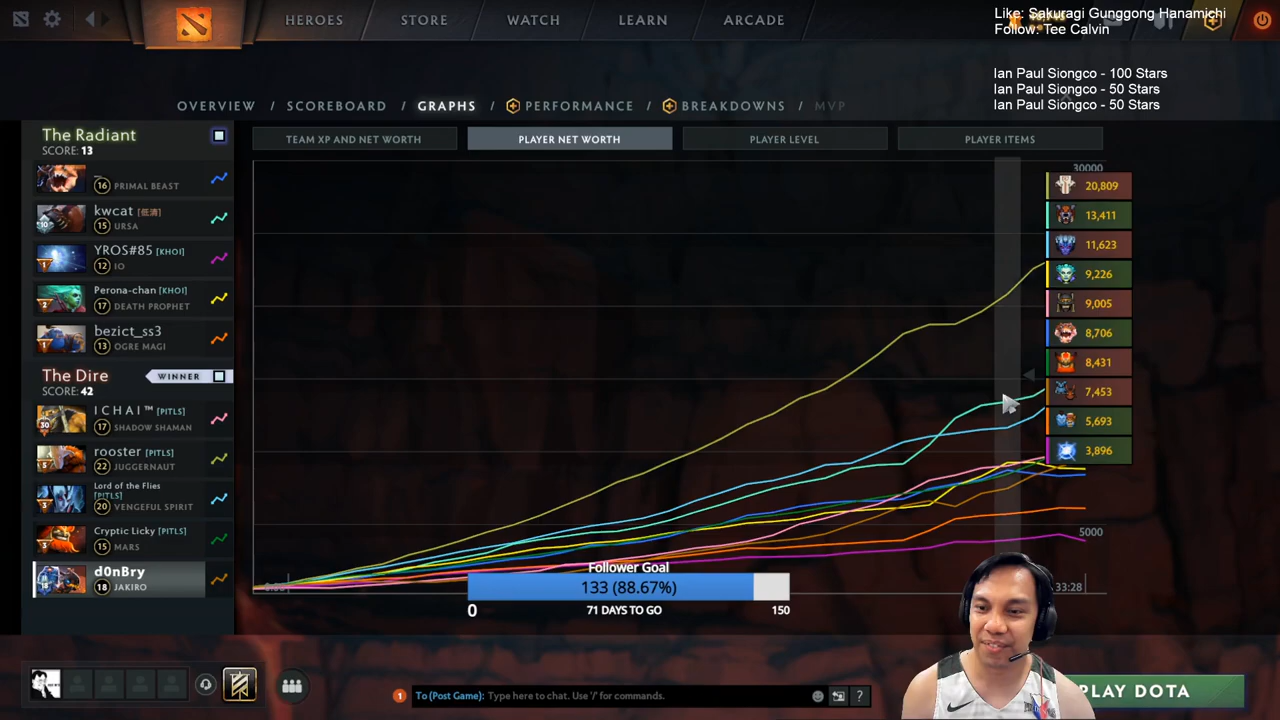 HEROES
STORE
WATCH
LEARN
ARCADE
Like: Sakuragi Gunggong Hanamichi
Follow: Tee Calvin
Ian Paul Siongco - 100 Stars
Ian Paul Siongco - 50 Stars
Ian Paul Siongco - 50 Stars
OVERVIEW / SCOREBOARD / GRAPHS / PERFORMANCE / BREAKDOWNS / MVP
The Radiant
SCORE: 13
TEAM XP AND NET WORTH
PLAYER NET WORTH
PLAYER LEVEL
PLAYER ITEMS
16 PRIMAL BEAST
kwcat [低清]
15 URSA
YROS#85 [KHOI]
12 IO
Perona-chan [KHOI]
17 DEATH PROPHET
bezict_ss3
13 OGRE MAGI
The Dire
WINNER
SCORE: 42
I C H A I ™ [PITLS]
17 SHADOW SHAMAN
rooster [PITLS]
22 JUGGERNAUT
Lord of the Flies
[PITLS]
20 VENGEFUL SPIRIT
Cryptic Licky [PITLS]
15 MARS
d0nBry
18 JAKIRO
30000
20,809
13,411
11,623
9,226
9,005
8,706
8,431
7,453
5,693
3,896
5000
33:28
Follower Goal
133 (88.67%)
0
71 DAYS TO GO
150
1
To (Post Game): Type here to chat. Use '/' for commands.
?
PLAY DOTA